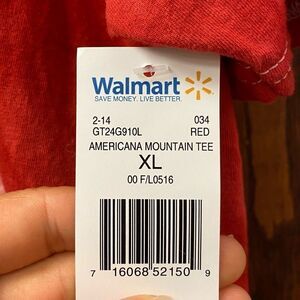 Walmart
SAVE MONEY. LIVE BETTER.
2-14 034
GT24G910L RED
AMERICANA MOUNTAIN TEE
XL
00 F/L0516
7 16068 52150 9